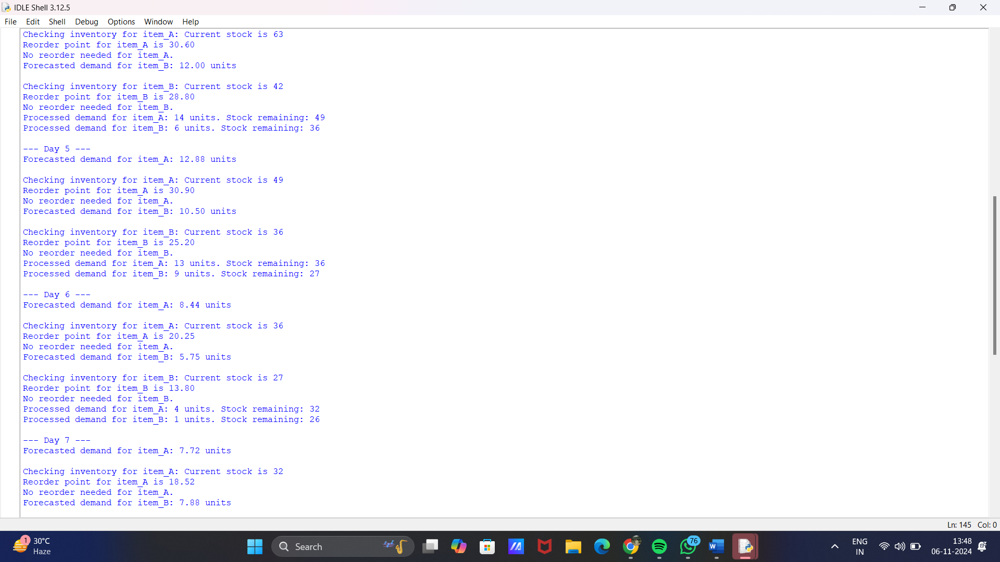 IDLE Shell 3.12.5
File Edit Shell Debug Options Window Help
Checking inventory for item_A: Current stock is 63
Reorder point for item_A is 30.60
No reorder needed for item_A.
Forecasted demand for item_B: 12.00 units
Checking inventory for item_B: Current stock is 42
Reorder point for item_B is 28.80
No reorder needed for item_B.
Processed demand for item_A: 14 units. Stock remaining: 49
Processed demand for item_B: 6 units. Stock remaining: 36
--- Day 5 ---
Forecasted demand for item_A: 12.88 units
Checking inventory for item_A: Current stock is 49
Reorder point for item_A is 30.90
No reorder needed for item_A.
Forecasted demand for item_B: 10.50 units
Checking inventory for item_B: Current stock is 36
Reorder point for item_B is 25.20
No reorder needed for item_B.
Processed demand for item_A: 13 units. Stock remaining: 36
Processed demand for item_B: 9 units. Stock remaining: 27
--- Day 6 ---
Forecasted demand for item_A: 8.44 units
Checking inventory for item_A: Current stock is 36
Reorder point for item_A is 20.25
No reorder needed for item_A.
Forecasted demand for item_B: 5.75 units
Checking inventory for item_B: Current stock is 27
Reorder point for item_B is 13.80
No reorder needed for item_B.
Processed demand for item_A: 4 units. Stock remaining: 32
Processed demand for item_B: 1 units. Stock remaining: 26
--- Day 7 ---
Forecasted demand for item_A: 7.72 units
Checking inventory for item_A: Current stock is 32
Reorder point for item_A is 18.52
No reorder needed for item_A.
Forecasted demand for item_B: 7.88 units
Ln: 145 Col: 0
1
30°C
Haze
Search
76
W
ENG
IN
13:48
06-11-2024